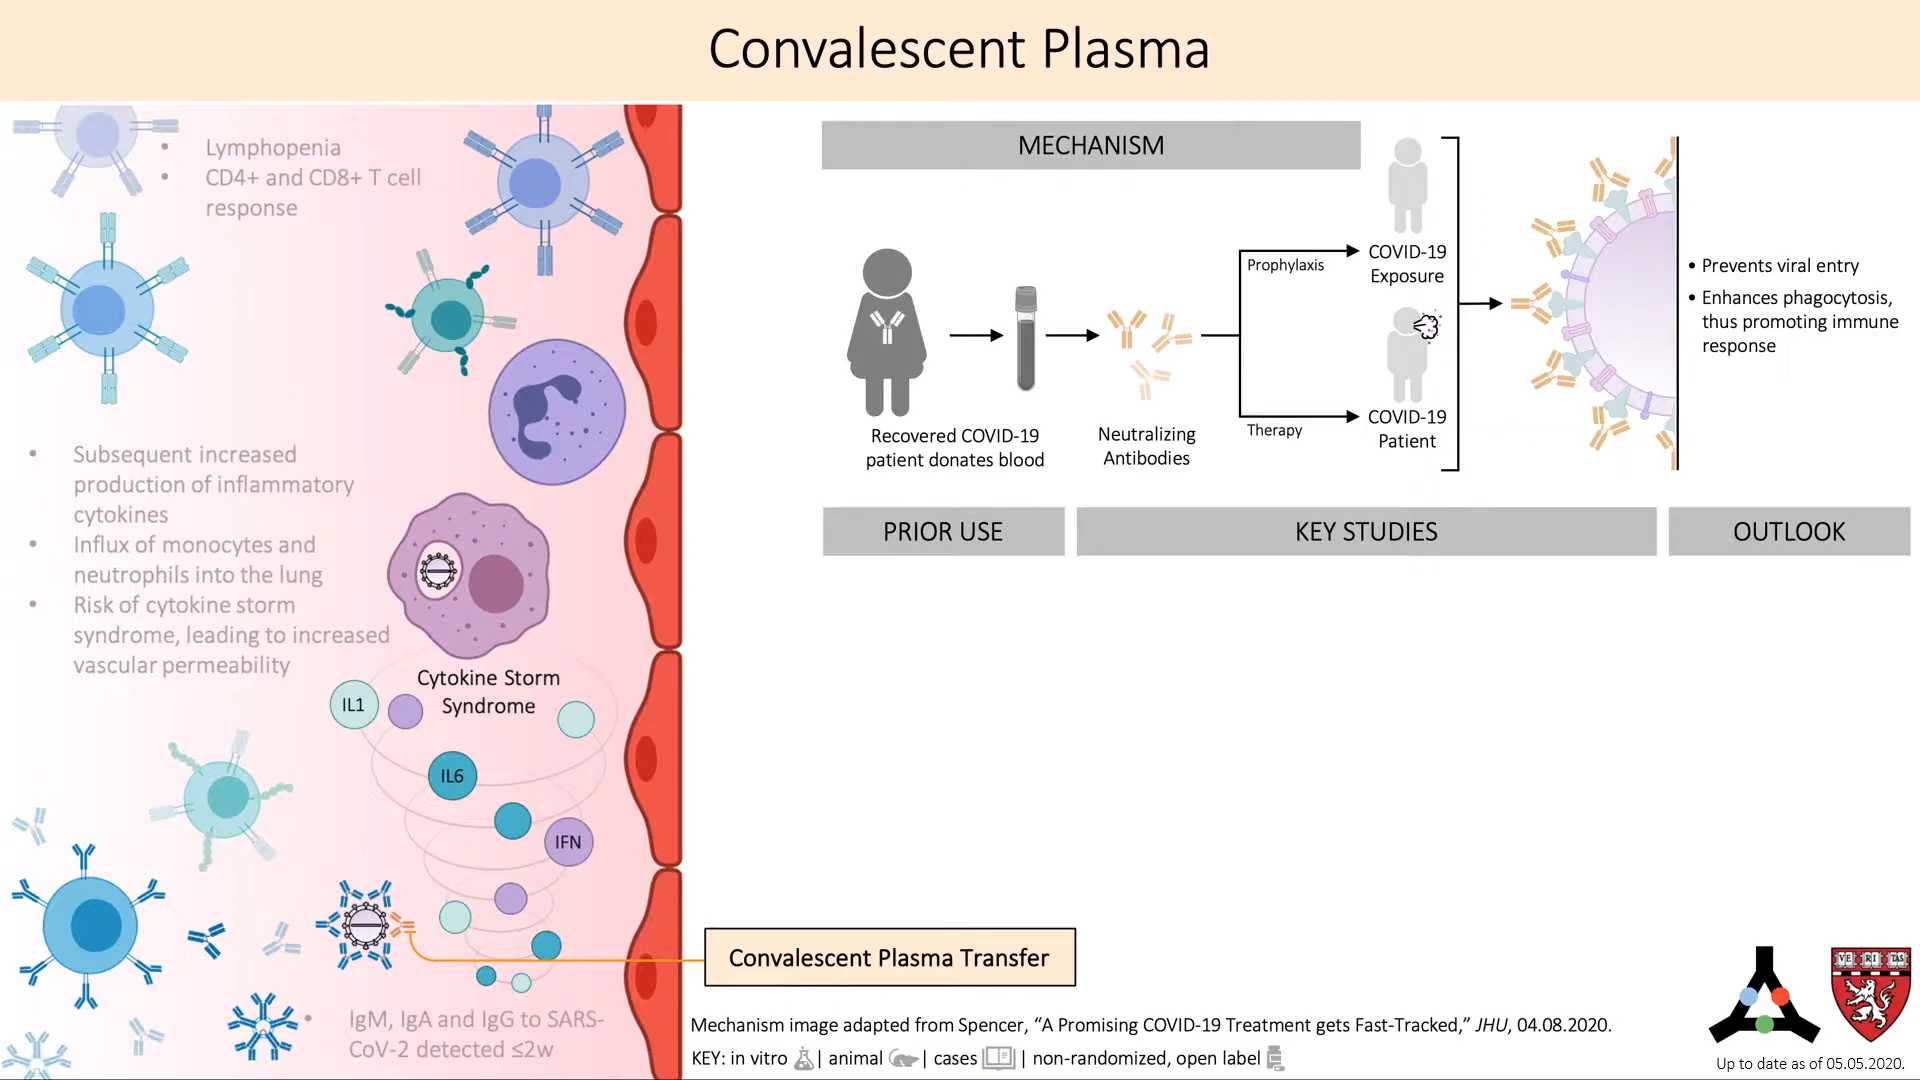 Convalescent Plasma
• Lymphopenia
• CD4+ and CD8+ T cell
response
• Subsequent increased
production of inflammatory
cytokines
• Influx of monocytes and
neutrophils into the lung
• Risk of cytokine storm
syndrome, leading to increased
vascular permeability
Cytokine Storm
Syndrome
IL1
IL6
IFN
• IgM, IgA and IgG to SARS-
CoV-2 detected ≤2w
MECHANISM
Recovered COVID-19
patient donates blood
Neutralizing
Antibodies
Prophylaxis
COVID-19
Exposure
Therapy
COVID-19
Patient
• Prevents viral entry
• Enhances phagocytosis,
thus promoting immune
response
PRIOR USE
KEY STUDIES
OUTLOOK
Convalescent Plasma Transfer
Mechanism image adapted from Spencer, “A Promising COVID-19 Treatment gets Fast-Tracked,” JHU, 04.08.2020.
KEY: in vitro | animal | cases | non-randomized, open label
VE RI TAS
Up to date as of 05.05.2020.